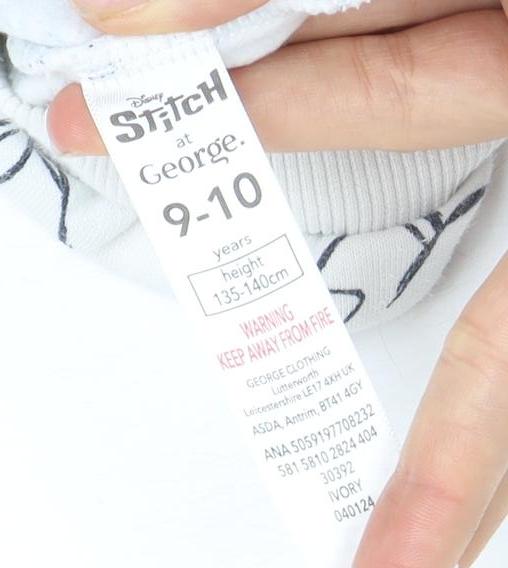 Disney
Stitch
at
George.
9-10
years
height
135-140cm
WARNING
KEEP AWAY FROM FIRE
GEORGE CLOTHING
Lutterworth
Leicestershire LE17 4XH UK
ASDA, Antrim, BT41 4GY
ANA 5059197708232
581 5810 2824 404
30392
IVORY
040124